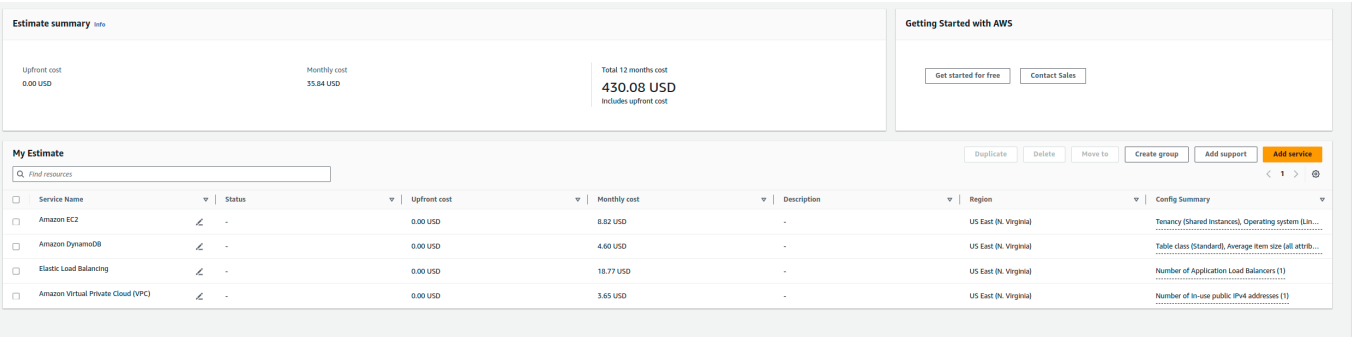 Estimate summary Info
Getting Started with AWS
Upfront cost
0.00 USD
Monthly cost
35.84 USD
Total 12 months cost
430.08 USD
Includes upfront cost
Get started for free
Contact Sales
My Estimate
Duplicate Delete Move to Create group Add support Add service
Find resources
1
Service Name Status Upfront cost Monthly cost Description Region Config Summary
Amazon EC2 - 0.00 USD 8.82 USD - US East (N. Virginia) Tenancy (Shared Instances), Operating system (Lin...
Amazon DynamoDB - 0.00 USD 4.60 USD - US East (N. Virginia) Table class (Standard), Average item size (all attrib...
Elastic Load Balancing - 0.00 USD 18.77 USD - US East (N. Virginia) Number of Application Load Balancers (1)
Amazon Virtual Private Cloud (VPC) - 0.00 USD 3.65 USD - US East (N. Virginia) Number of In-use public IPv4 addresses (1)